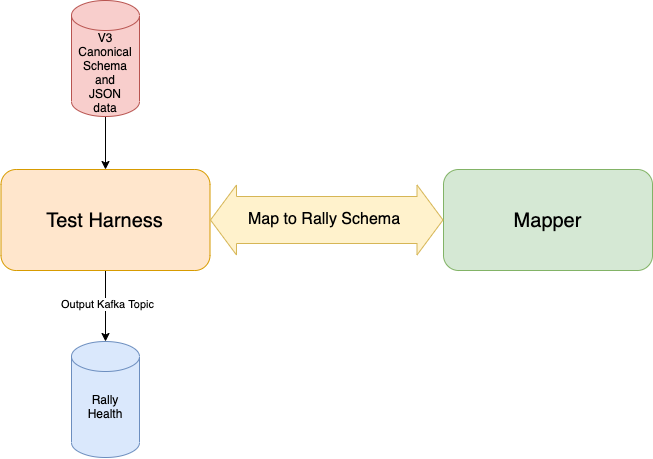 V3
Canonical
Schema
and
JSON
data
Test Harness
Map to Rally Schema
Mapper
Output Kafka Topic
Rally
Health